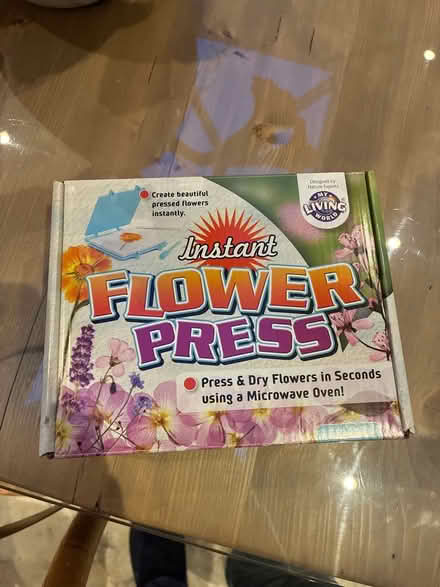 Create beautiful
pressed flowers
instantly.
Designed by
Nature Experts
MY
LIVING
WORLD
Instant
FLOWER
PRESS
Press & Dry Flowers in Seconds
using a Microwave Oven!